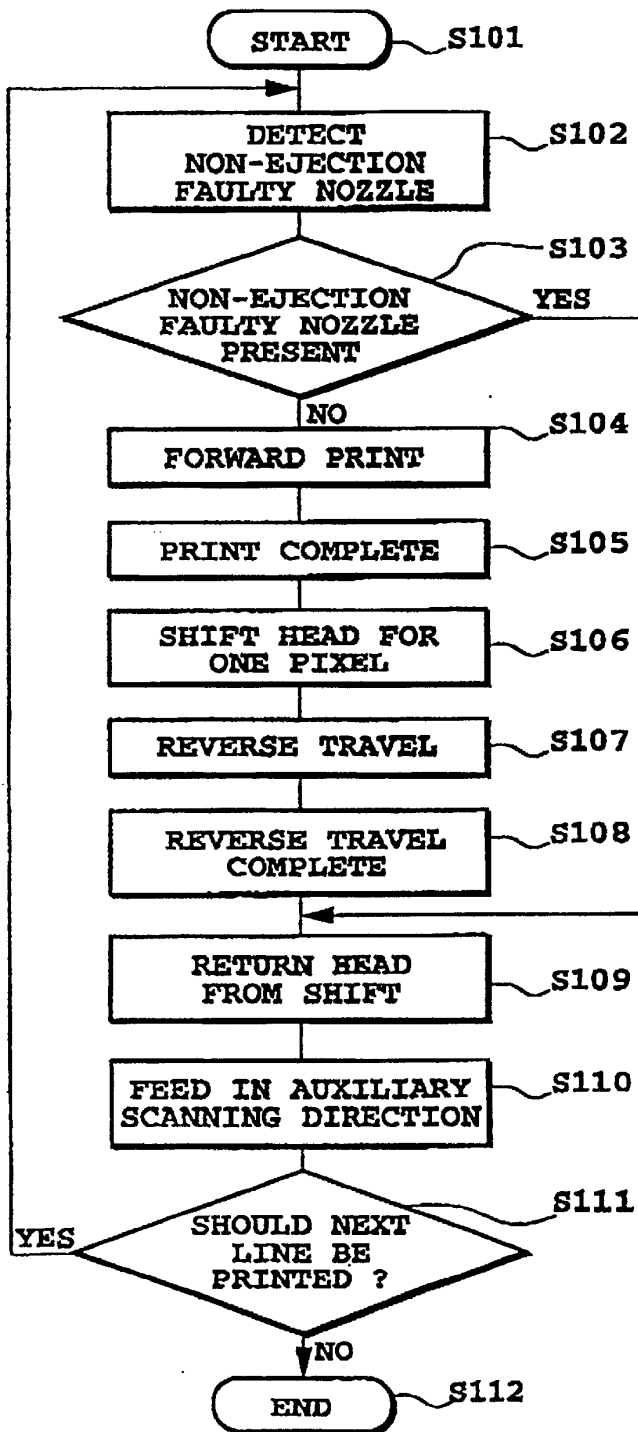 START
S101
DETECT
NON-EJECTION
FAULTY NOZZLE
S102
S103
NON-EJECTION
FAULTY NOZZLE
PRESENT
YES
NO
S104
FORWARD PRINT
PRINT COMPLETE
S105
SHIFT HEAD FOR
ONE PIXEL
S106
REVERSE TRAVEL
S107
REVERSE TRAVEL
COMPLETE
S108
RETURN HEAD
FROM SHIFT
S109
FEED IN AUXILIARY
SCANNING DIRECTION
S110
S111
SHOULD NEXT
LINE BE
PRINTED ?
YES
NO
END
S112